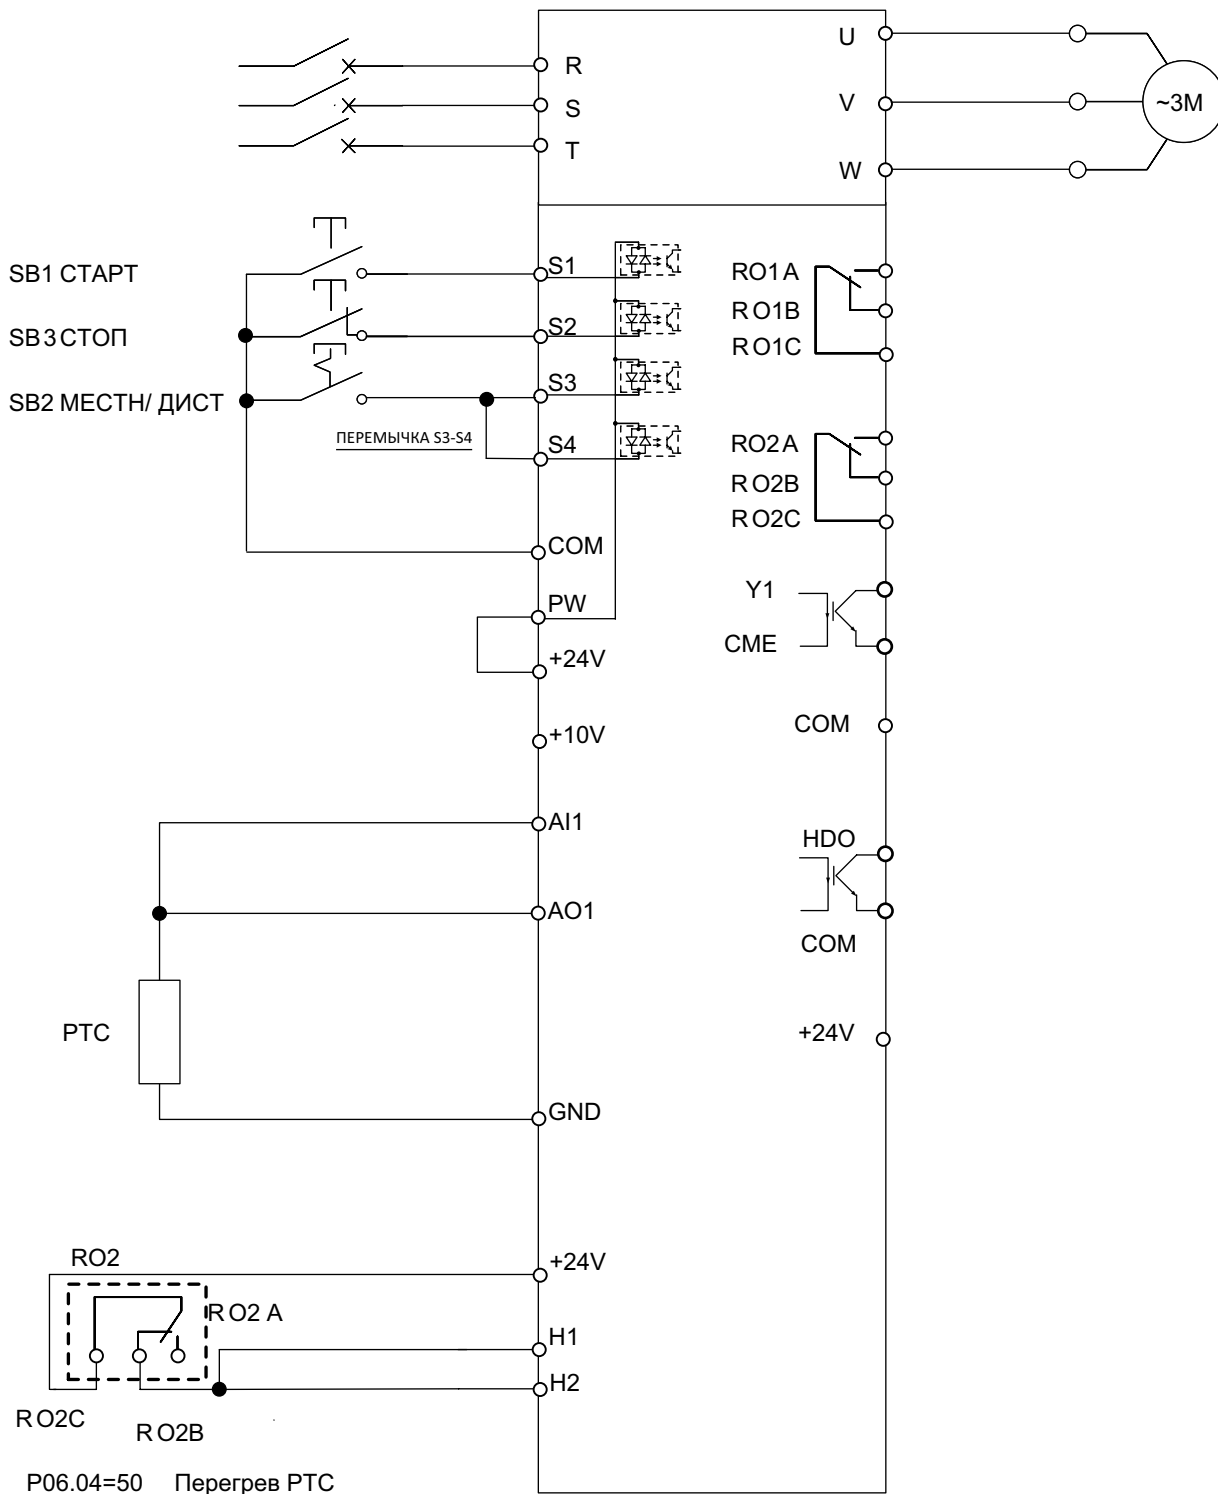 U
R
S
V
~3M
T
W
SB1 СТАРТ
S1
RO1A
RO1B
SB3 СТОП
S2
RO1C
S3
SB2 МЕСТН/ ДИСТ
ПЕРЕМЫЧКА S3-S4
S4
RO2A
RO2B
RO2C
COM
Y1
PW
CME
+24V
COM
+10V
AI1
HDO
AO1
COM
PTC
+24V
GND
RO2
+24V
RO2 A
H1
H2
RO2C
RO2B
P06.04=50 Перегрев PTC